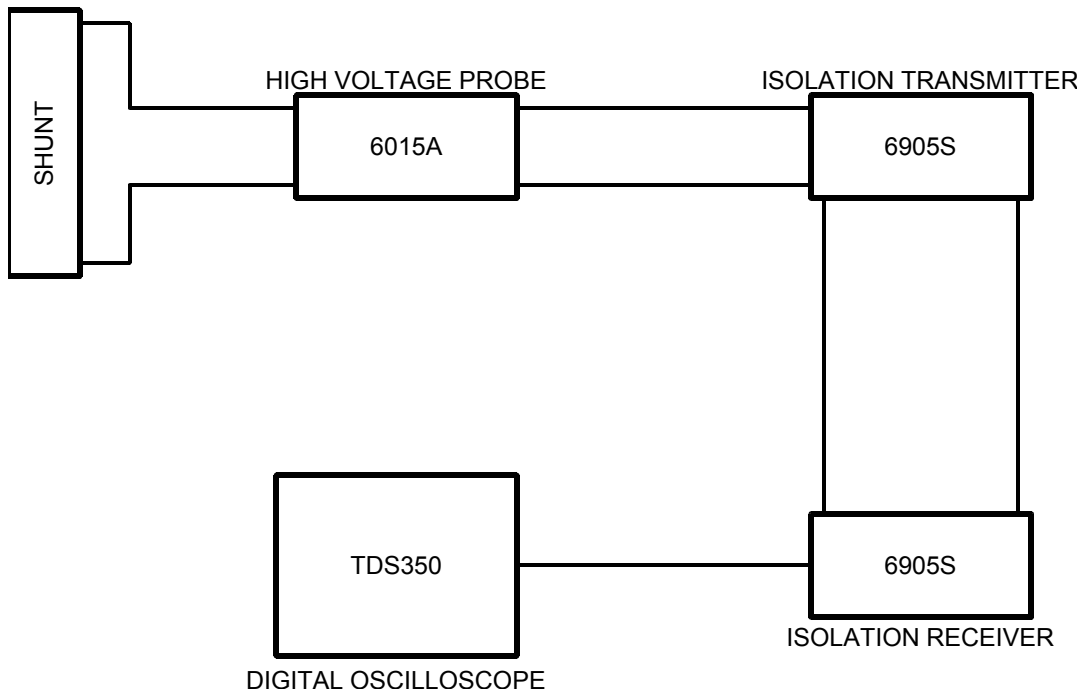 HIGH VOLTAGE PROBE
ISOLATION TRANSMITTER
SHUNT
6015A
6905S
TDS350
6905S
ISOLATION RECEIVER
DIGITAL OSCILLOSCOPE